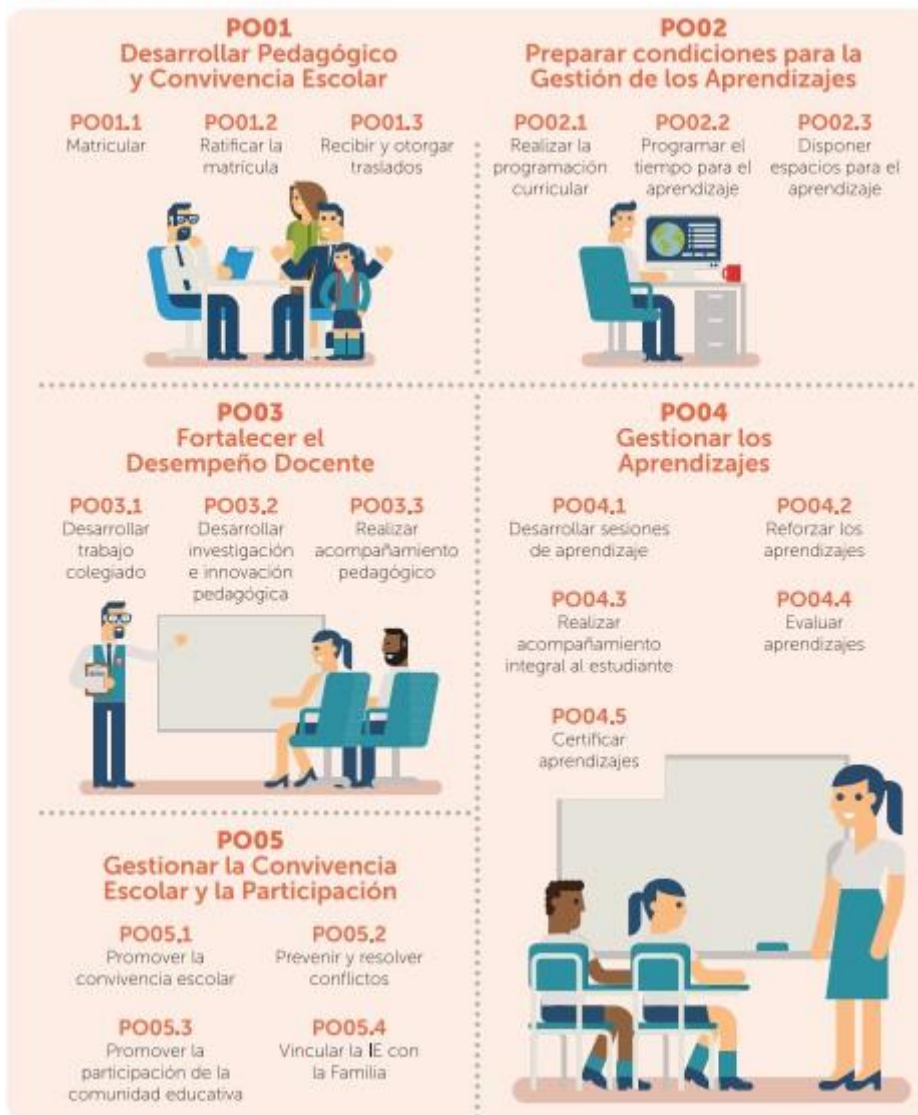 PO01
Desarrollar Pedagógico
y Convivencia Escolar
PO01.1
Matricular
PO01.2
Ratificar la
matrícula
PO01.3
Recibir y otorgar
traslados
PO02
Preparar condiciones para la
Gestión de los Aprendizajes
PO02.1
Realizar la
programación
curricular
PO02.2
Programar el
tiempo para el
aprendizaje
PO02.3
Disponer
espacios para el
aprendizaje
PO03
Fortalecer el
Desempeño Docente
PO03.1
Desarrollar
trabajo
colegiado
PO03.2
Desarrollar
investigación
e innovación
pedagógica
PO03.3
Realizar
acompañamiento
pedagógico
PO04
Gestionar los
Aprendizajes
PO04.1
Desarrollar sesiones
de aprendizaje
PO04.2
Reforzar los
aprendizajes
PO04.3
Realizar
acompañamiento
integral al estudiante
PO04.4
Evaluar
aprendizajes
PO04.5
Certificar
aprendizajes
PO05
Gestionar la Convivencia
Escolar y la Participación
PO05.1
Promover la
convivencia escolar
PO05.2
Prevenir y resolver
conflictos
PO05.3
Promover la
participación de la
comunidad educativa
PO05.4
Vincular la IE con
la Familia